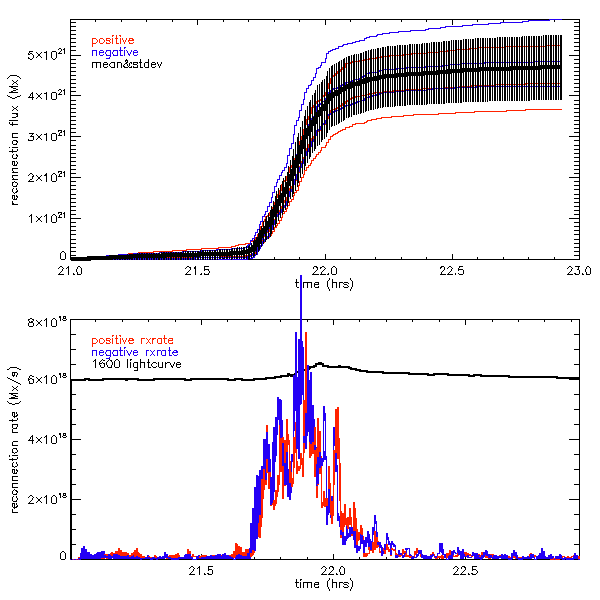 positive
negative
mean&stdev
reconnection flux (Mx)
5×10²¹
4×10²¹
3×10²¹
2×10²¹
1×10²¹
0
21.0 21.5 22.0 22.5 23.0
time (hrs)
positive rxrate
negative rxrate
1600 lightcurve
reconnection rate (Mx/s)
8×10¹⁸
6×10¹⁸
4×10¹⁸
2×10¹⁸
0
21.5 22.0 22.5
time (hrs)